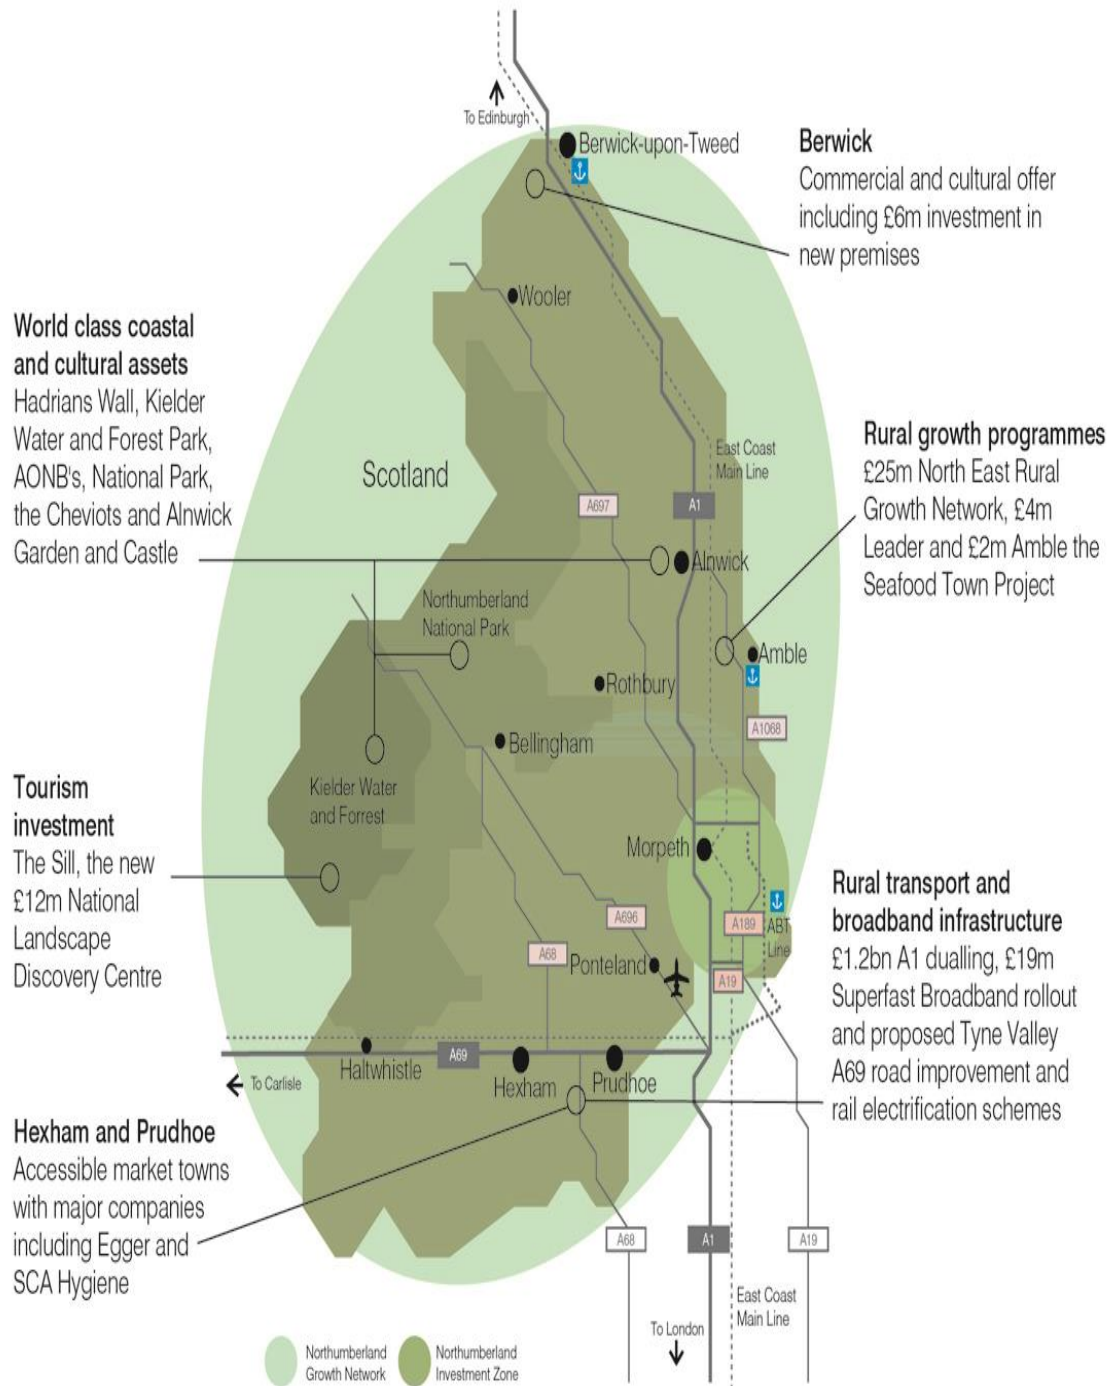 To Edinburgh
Berwick-upon-Tweed
Berwick
Commercial and cultural offer
including £6m investment in
new premises
Wooler
World class coastal
and cultural assets
Hadrians Wall, Kielder
Water and Forest Park,
AONB's, National Park,
the Cheviots and Alnwick
Garden and Castle
Scotland
East Coast
Main Line
A697
A1
Rural growth programmes
£25m North East Rural
Growth Network, £4m
Leader and £2m Amble the
Seafood Town Project
Alnwick
Northumberland
National Park
Amble
Rothbury
A1068
Bellingham
Kielder Water
and Forrest
Tourism
investment
The Sill, the new
£12m National
Landscape
Discovery Centre
Morpeth
Rural transport and
broadband infrastructure
£1.2bn A1 dualling, £19m
Superfast Broadband rollout
and proposed Tyne Valley
A69 road improvement and
rail electrification schemes
A696
A189
ABT
Line
A68
Ponteland
A19
Haltwhistle
A69
Hexham
Prudhoe
To Carlisle
Hexham and Prudhoe
Accessible market towns
with major companies
including Egger and
SCA Hygiene
A68
A1
A19
East Coast
Main Line
To London
Northumberland
Growth Network
Northumberland
Investment Zone